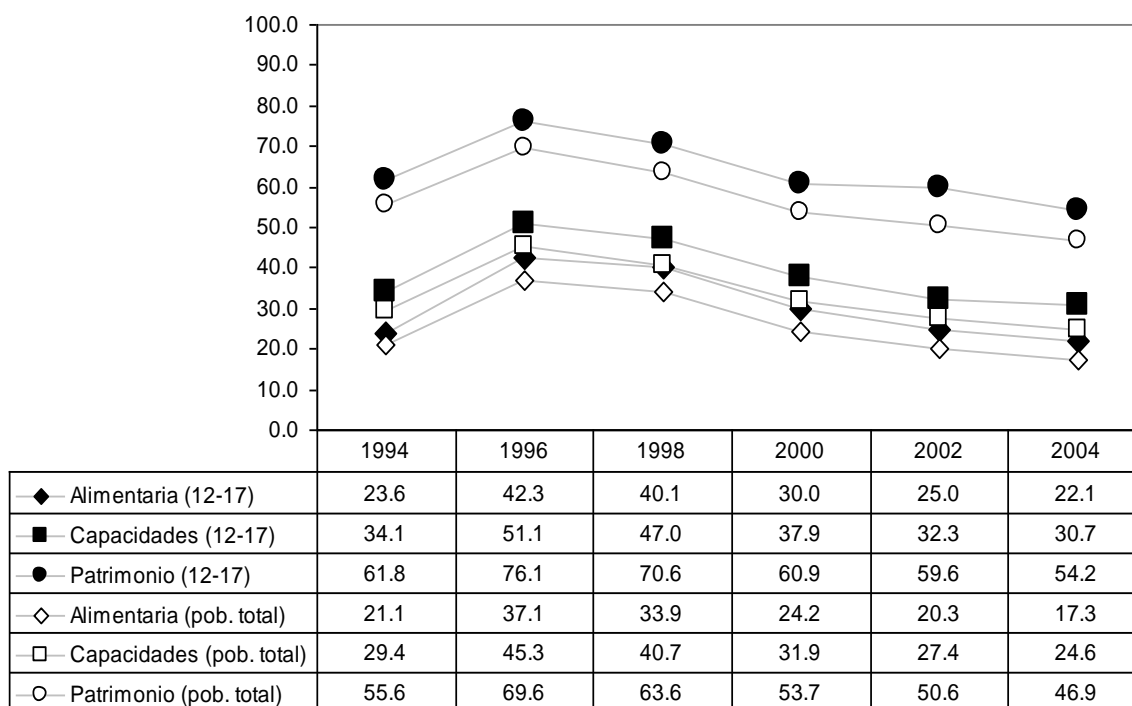 100.0
90.0
80.0
70.0
60.0
50.0
40.0
30.0
20.0
10.0
0.0
1994 1996 1998 2000 2002 2004
Alimentaria (12-17) 23.6 42.3 40.1 30.0 25.0 22.1
Capacidades (12-17) 34.1 51.1 47.0 37.9 32.3 30.7
Patrimonio (12-17) 61.8 76.1 70.6 60.9 59.6 54.2
Alimentaria (pob. total) 21.1 37.1 33.9 24.2 20.3 17.3
Capacidades (pob. total) 29.4 45.3 40.7 31.9 27.4 24.6
Patrimonio (pob. total) 55.6 69.6 63.6 53.7 50.6 46.9